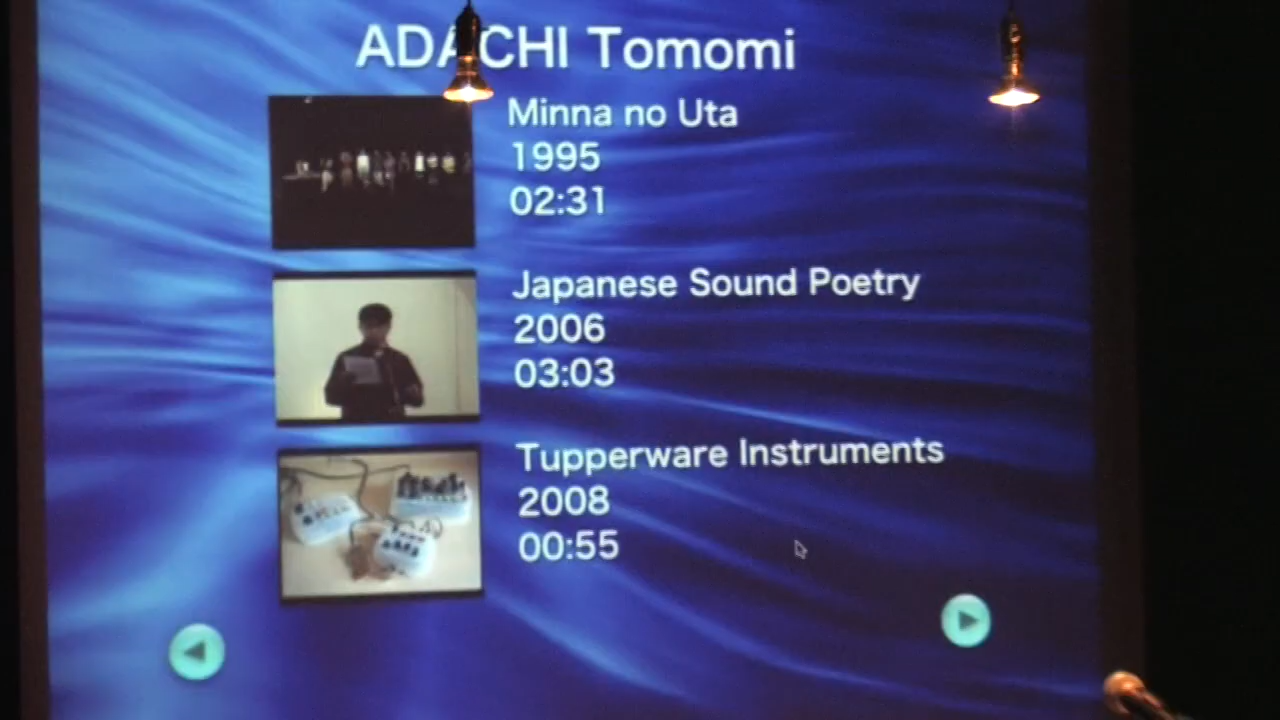 ADACHI Tomomi
Minna no Uta
1995
02:31
Japanese Sound Poetry
2006
03:03
Tupperware Instruments
2008
00:55